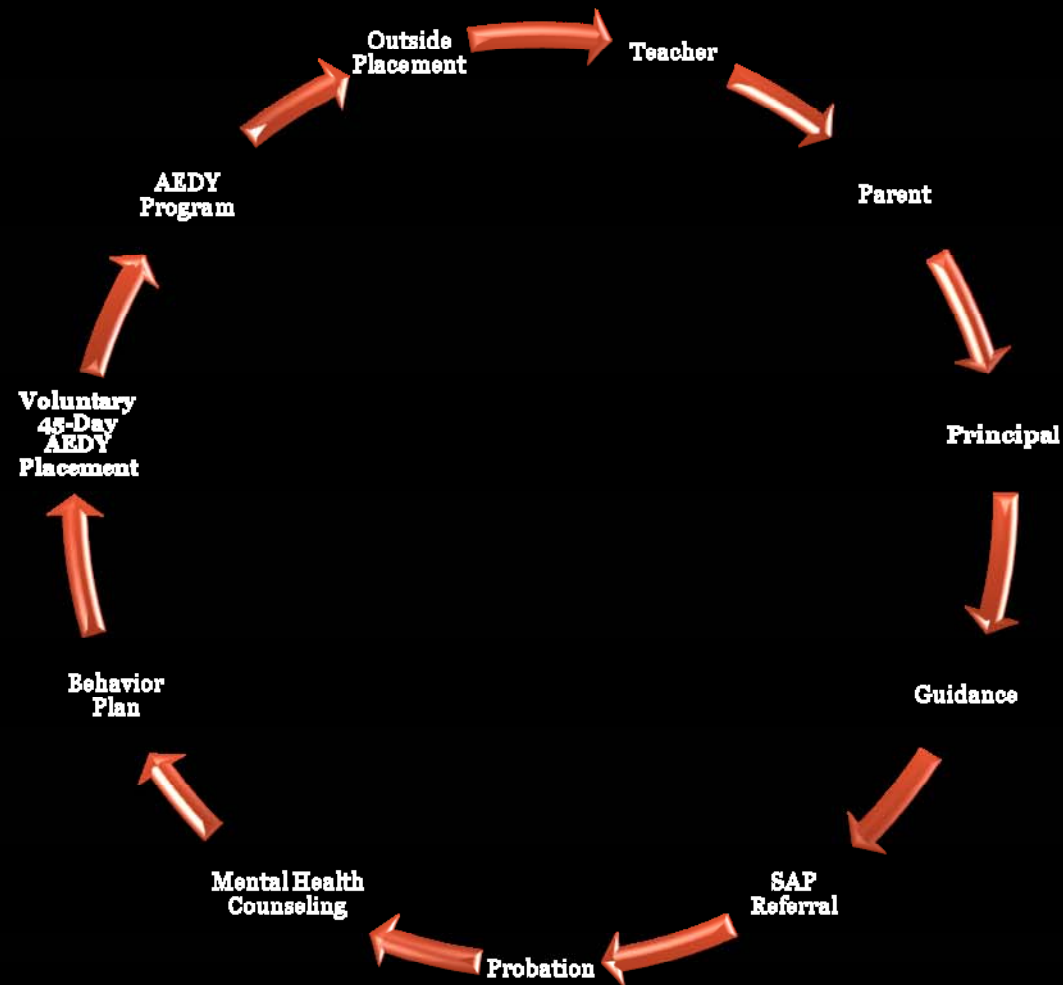 Outside
Placement
Teacher
Parent
Principal
Guidance
SAP
Referral
Probation
Mental Health
Counseling
Behavior
Plan
Voluntary
45-Day
AEDY
Placement
AEDY
Program